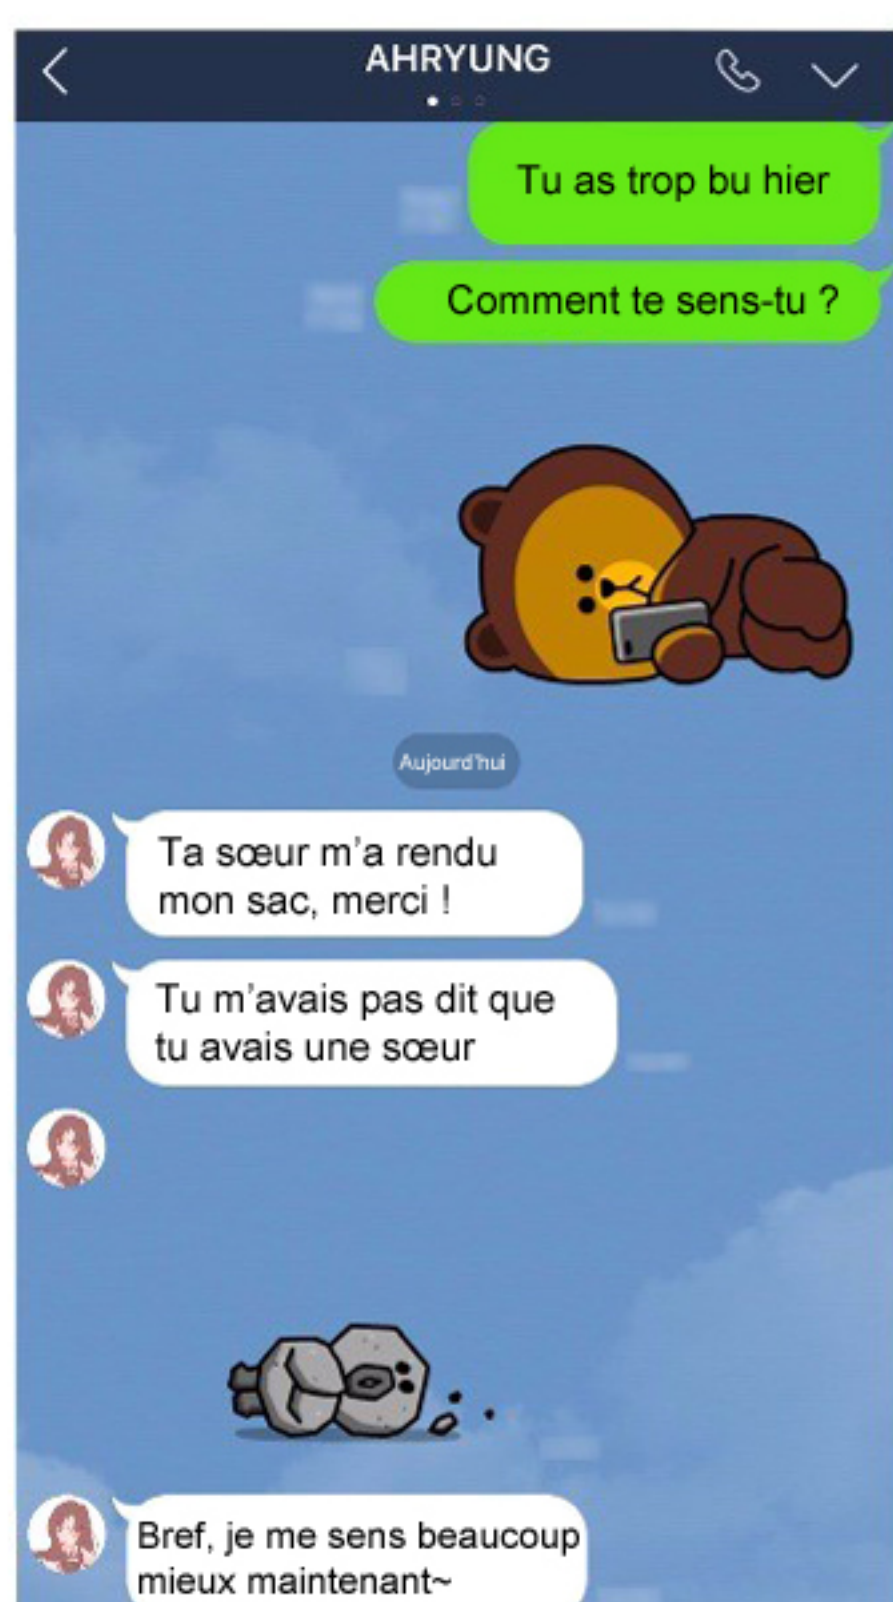 AHRYUNG
Tu as trop bu hier
Comment te sens-tu ?
Aujourd'hui
Ta sœur m'a rendu
mon sac, merci !
Tu m'avais pas dit que
tu avais une sœur
Bref, je me sens beaucoup
mieux maintenant~